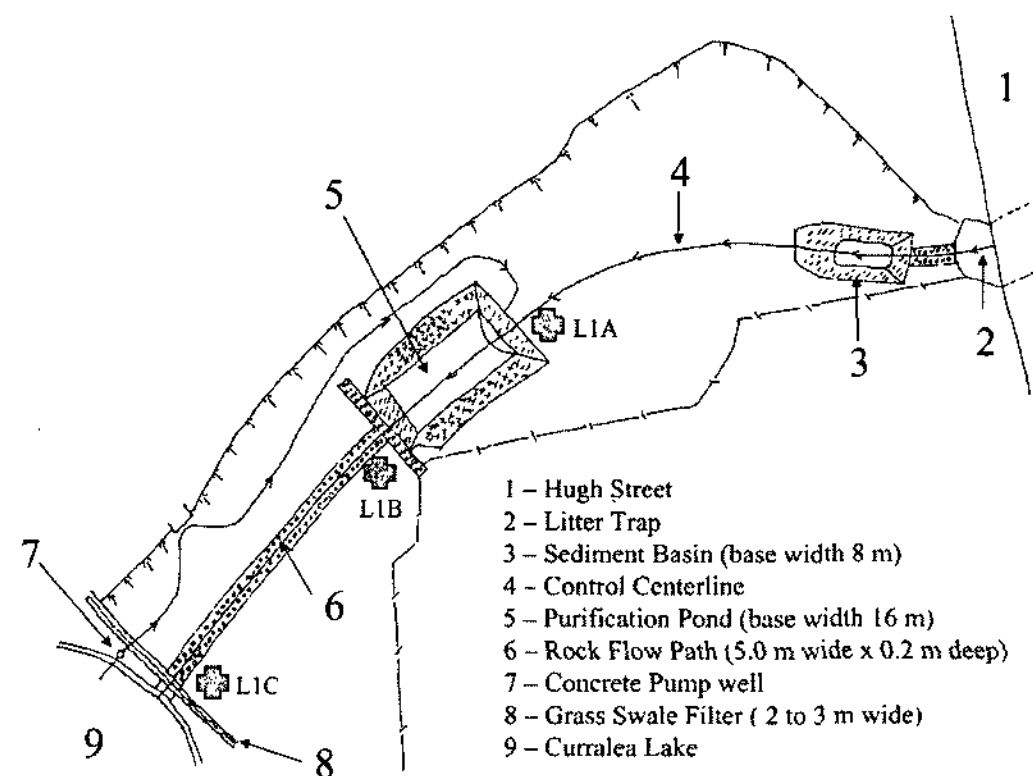 1
4
5
L1A
3
2
L1B
1 – Hugh Street
2 – Litter Trap
3 – Sediment Basin (base width 8 m)
4 – Control Centerline
5 – Purification Pond (base width 16 m)
6 – Rock Flow Path (5.0 m wide x 0.2 m deep)
7 – Concrete Pump well
8 – Grass Swale Filter ( 2 to 3 m wide)
9 – Curralea Lake
7
6
L1C
9
8